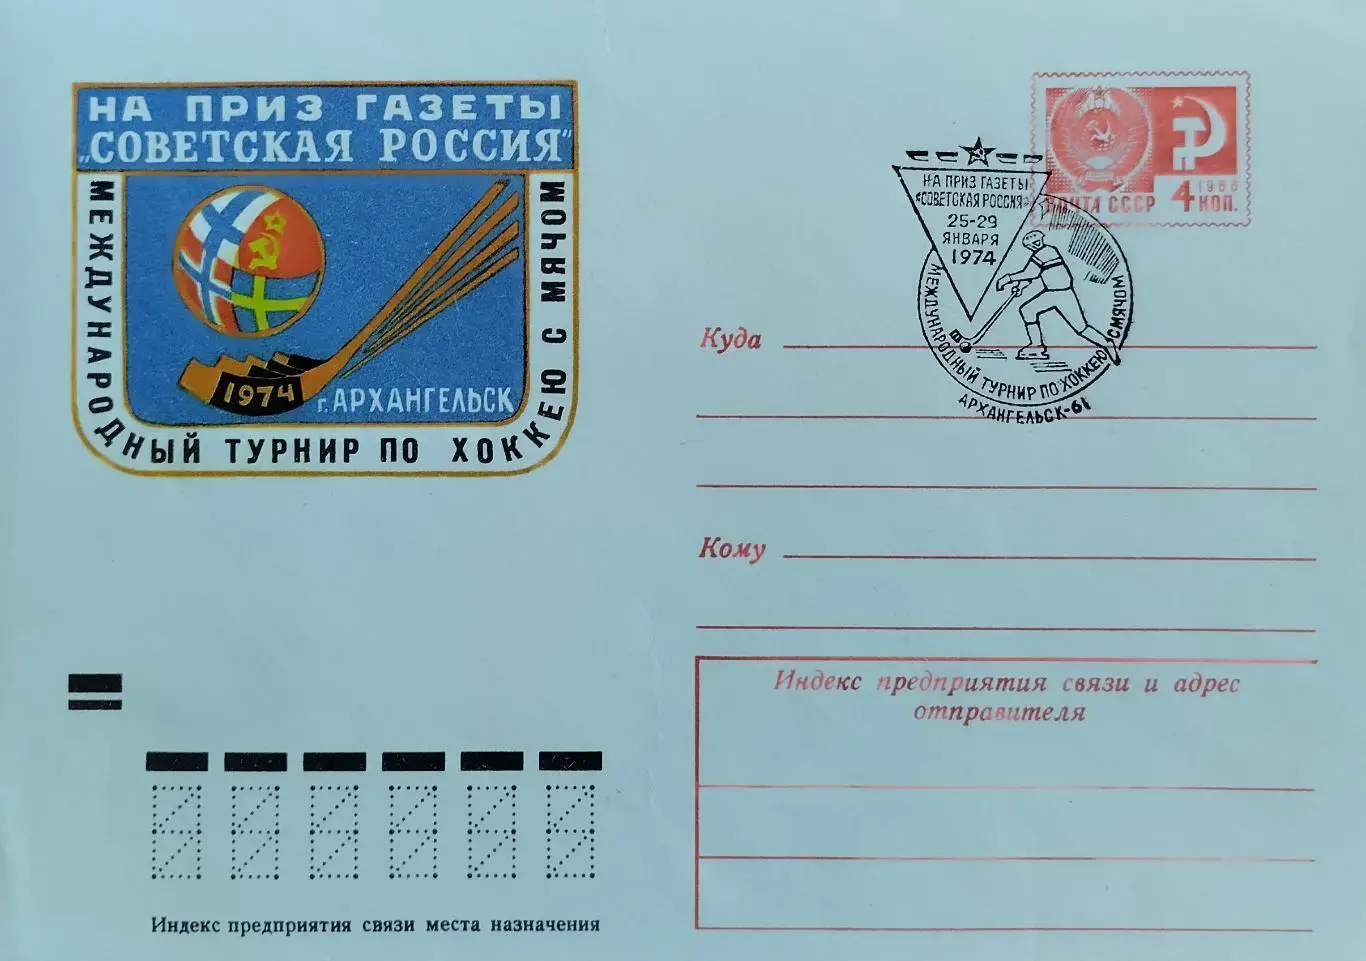 НА ПРИЗ ГАЗЕТЫ
„СОВЕТСКАЯ РОССИЯ"
МЕЖДУНАРОДНЫЙ ТУРНИР ПО ХОККЕЮ С МЯЧОМ
1974
г. АРХАНГЕЛЬСК
НА ПРИЗ ГАЗЕТЫ
«СОВЕТСКАЯ РОССИЯ»
25-29
ЯНВАРЯ
1974
МЕЖДУНАРОДНЫЙ ТУРНИР ПО ХОККЕЮ С МЯЧОМ
АРХАНГЕЛЬСК-61
1966
ПОЧТА СССР 4 КОП.
Куда
Кому
Индекс предприятия связи и адрес
отправителя
Индекс предприятия связи места назначения